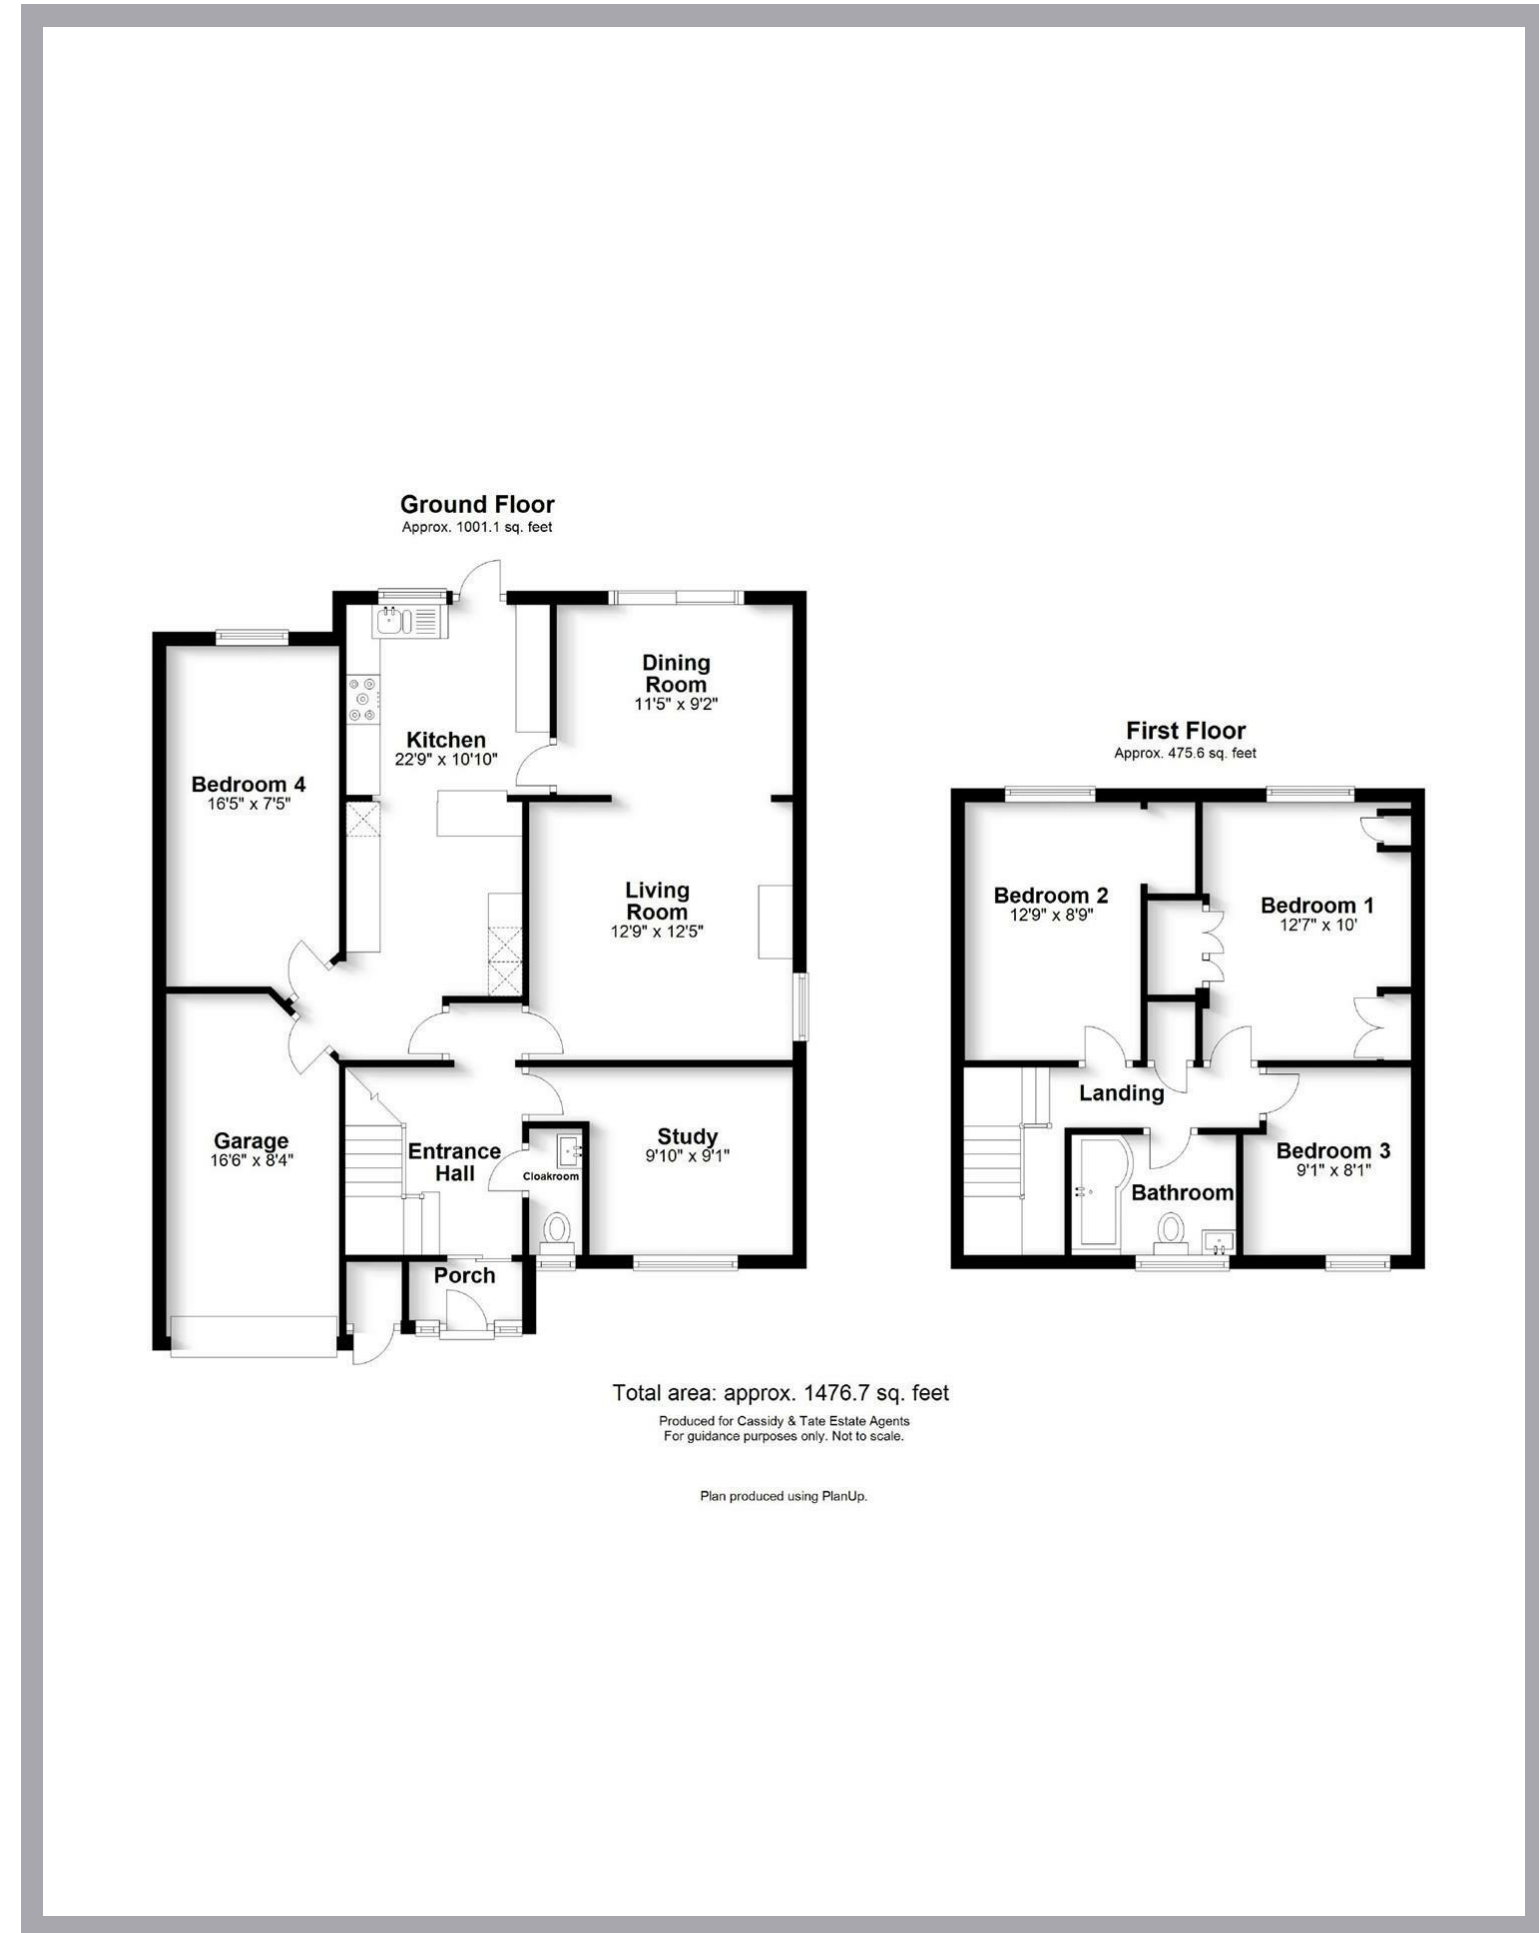 Ground Floor
Approx. 1001.1 sq. feet
Dining
Room
11'5" x 9'2"
Kitchen
22'9" x 10'10"
Bedroom 4
16'5" x 7'5"
Living
Room
12'9" x 12'5"
Garage
16'6" x 8'4"
Entrance
Hall
Cloakroom
Study
9'10" x 9'1"
Porch
First Floor
Approx. 475.6 sq. feet
Bedroom 2
12'9" x 8'9"
Bedroom 1
12'7" x 10'
Landing
Bedroom 3
9'1" x 8'1"
Bathroom
Total area: approx. 1476.7 sq. feet
Produced for Cassidy & Tate Estate Agents
For guidance purposes only. Not to scale.
Plan produced using PlanUp.